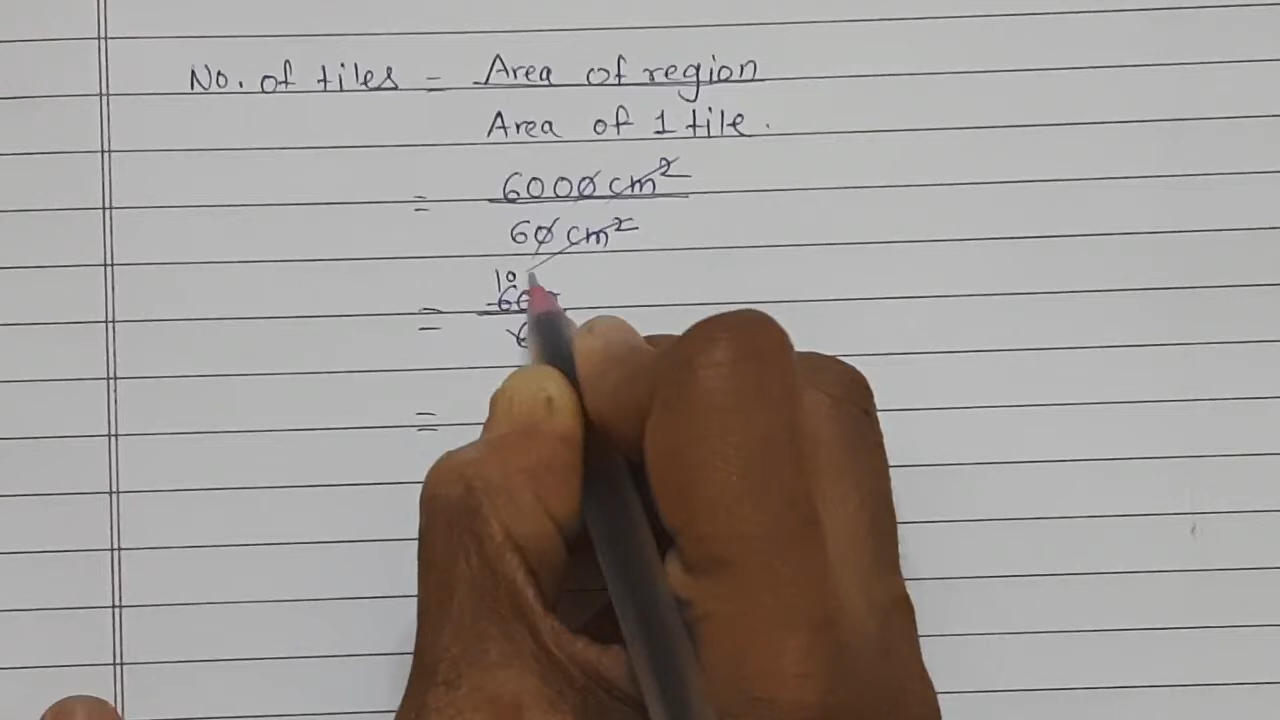 No. of tiles = Area of region
Area of 1 tile.
= 6000 cm²
60 cm²
10
=
=